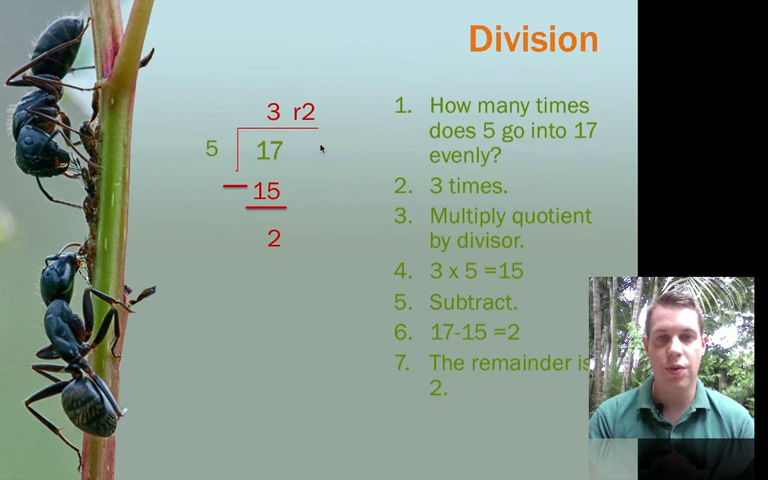 Division
3 r2
5 17
15
2
1. How many times
does 5 go into 17
evenly?
2. 3 times.
3. Multiply quotient
by divisor.
4. 3 x 5 =15
5. Subtract.
6. 17-15 =2
7. The remainder is
2.